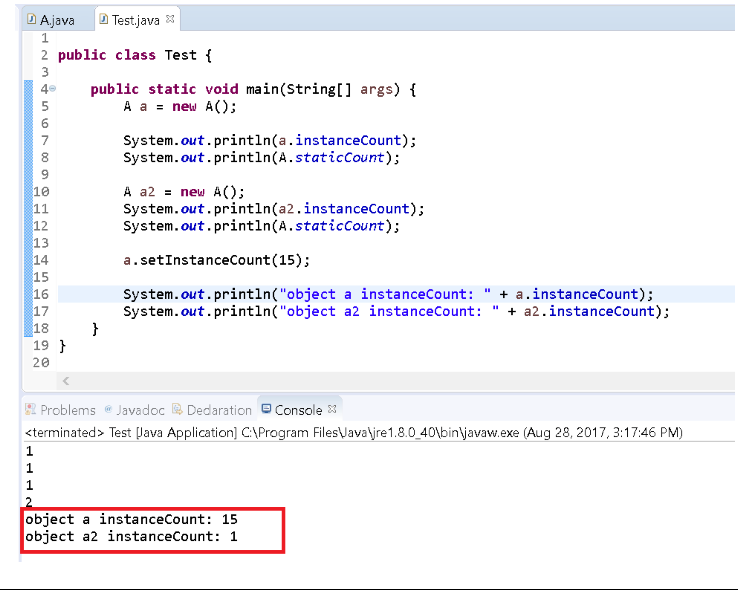 A.java Test.java
1
2 public class Test {
3
4 public static void main(String[] args) {
5 A a = new A();
6
7 System.out.println(a.instanceCount);
8 System.out.println(A.staticCount);
9
10 A a2 = new A();
11 System.out.println(a2.instanceCount);
12 System.out.println(A.staticCount);
13
14 a.setInstanceCount(15);
15
16 System.out.println("object a instanceCount: " + a.instanceCount);
17 System.out.println("object a2 instanceCount: " + a2.instanceCount);
18 }
19 }
20
Problems @ Javadoc Declaration Console
<terminated> Test [Java Application] C:\Program Files\Java\jre1.8.0_40\bin\javaw.exe (Aug 28, 2017, 3:17:46 PM)
1
1
1
2
object a instanceCount: 15
object a2 instanceCount: 1